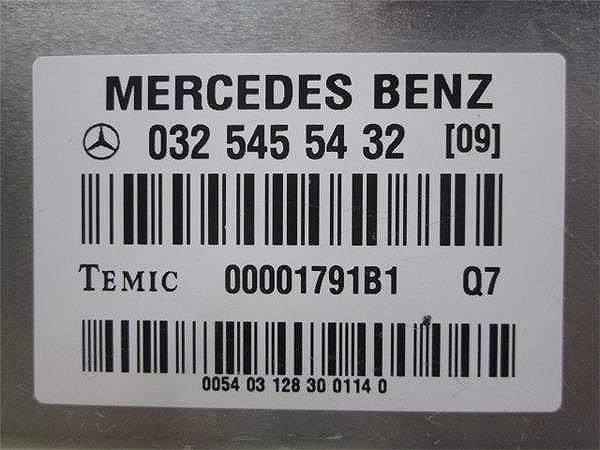 MERCEDES BENZ
032 545 54 32 [09]
TEMIC 00001791B1 Q7
0054 03 128 30 0114 0